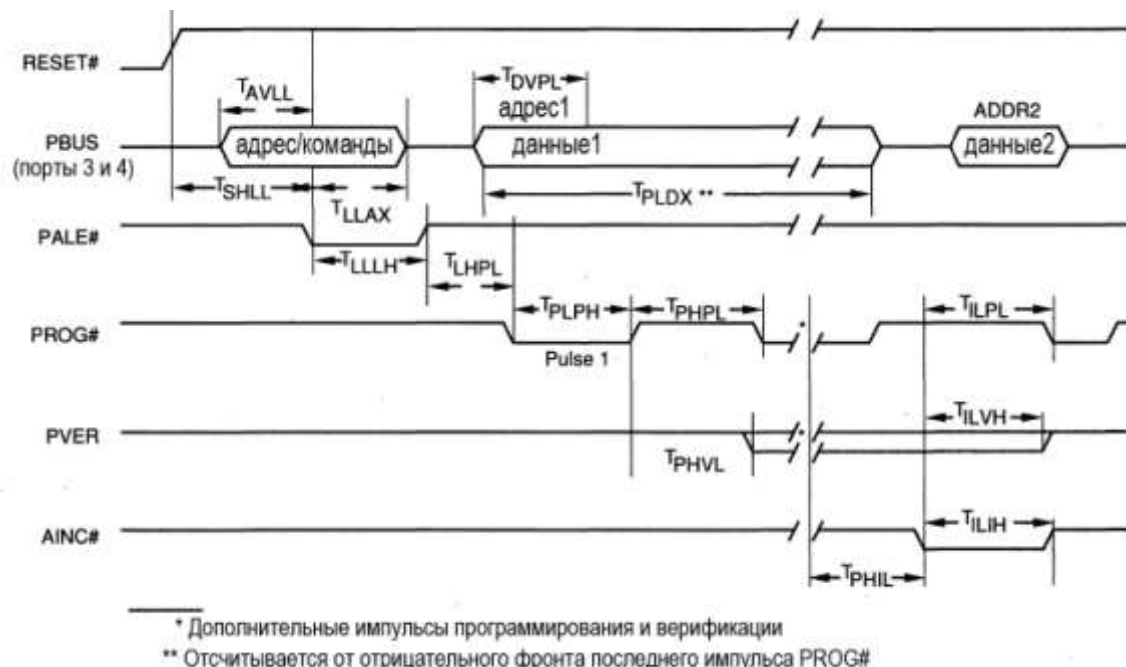 RESET#
TAVLL
TDVPL
адрес1
ADDR2
PBUS
(порты 3 и 4)
адрес/команды
данные1
данные2
TSHLL
TLLAX
TPLDX **
PALE#
TLLLH
TLHPL
TPLPH
TPHPL
TILPL
PROG#
*
Pulse 1
TILVH
PVER
*
TPHVL
AINC#
TILIH
TPHIL
* Дополнительные импульсы программирования и верификации
** Отсчитывается от отрицательного фронта последнего импульса PROG#